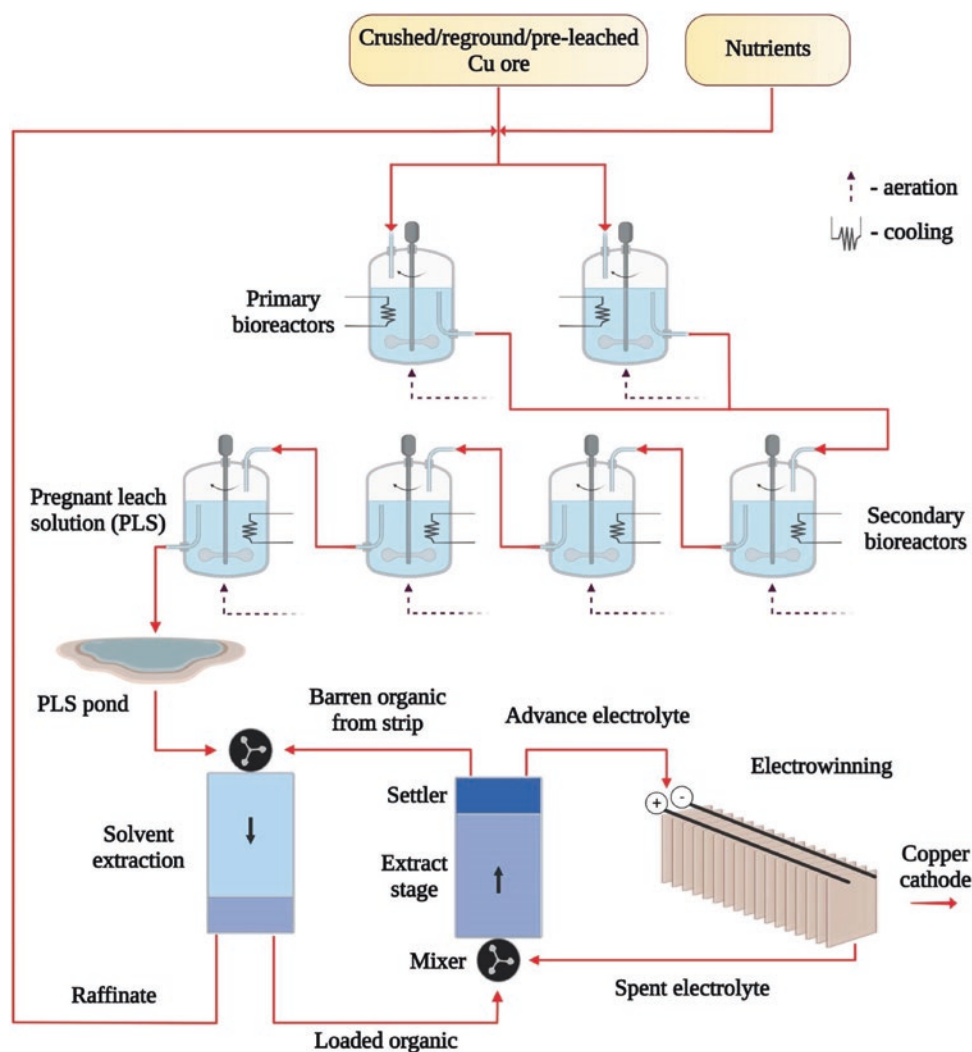 Crushed/reground/pre-leached
Cu ore
Nutrients
- aeration
- cooling
Primary
bioreactors
Pregnant leach
solution (PLS)
Secondary
bioreactors
PLS pond
Barren organic
from strip
Advance electrolyte
Electrowinning
+
-
Settler
Solvent
extraction
Extract
stage
Copper
cathode
Mixer
Raffinate
Spent electrolyte
Loaded organic